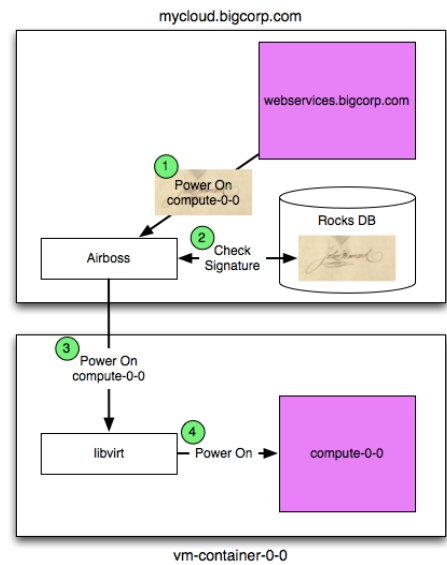 mycloud.bigcorp.com
webservices.bigcorp.com
1
Power On
compute-0-0
Rocks DB
2
Check
Signature
Airboss
3
Power On
compute-0-0
4
libvirt
Power On
compute-0-0
vm-container-0-0